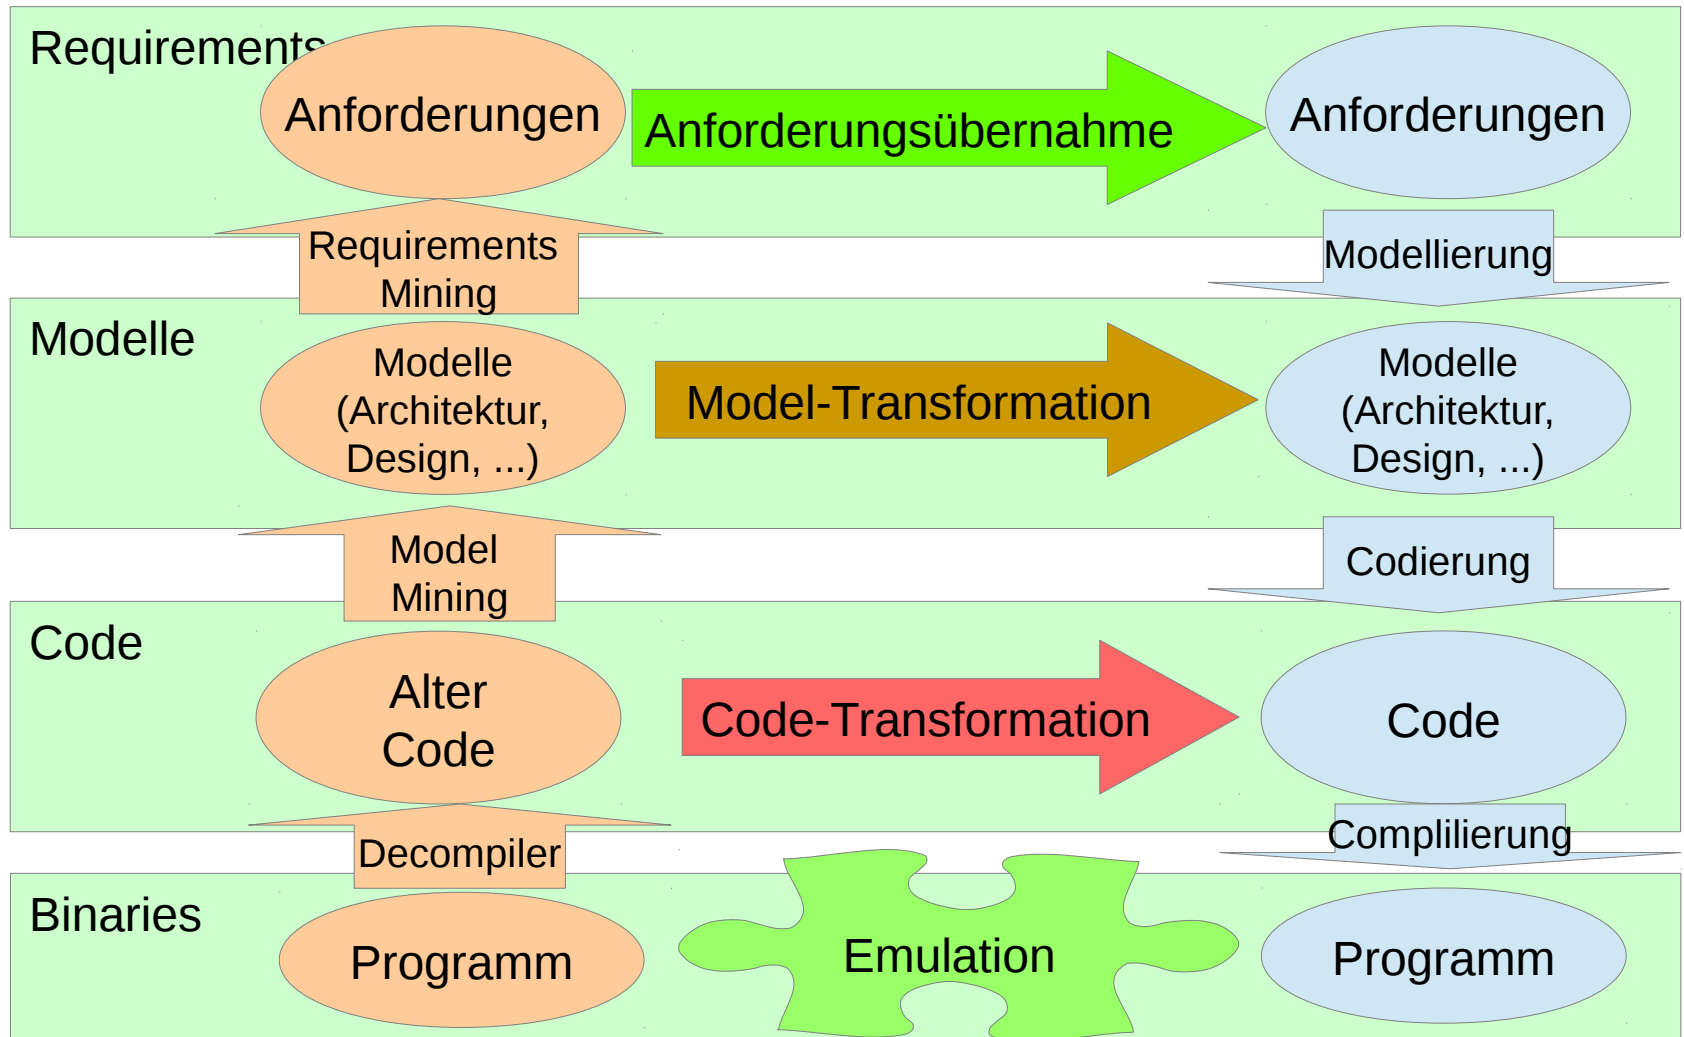 Requirements
Anforderungen
Anforderungsübernahme
Anforderungen
Requirements
Mining
Modellierung
Modelle
Modelle
(Architektur,
Design, ...)
Model-Transformation
Modelle
(Architektur,
Design, ...)
Model
Mining
Codierung
Code
Alter
Code
Code-Transformation
Code
Decompiler
Complilierung
Binaries
Programm
Emulation
Programm